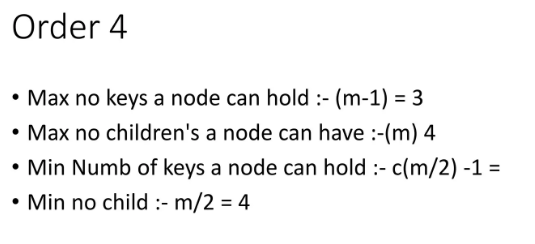 Order 4
• Max no keys a node can hold :- (m-1) = 3
• Max no children's a node can have :-(m) 4
• Min Numb of keys a node can hold :- c(m/2) -1 =
• Min no child :- m/2 = 4